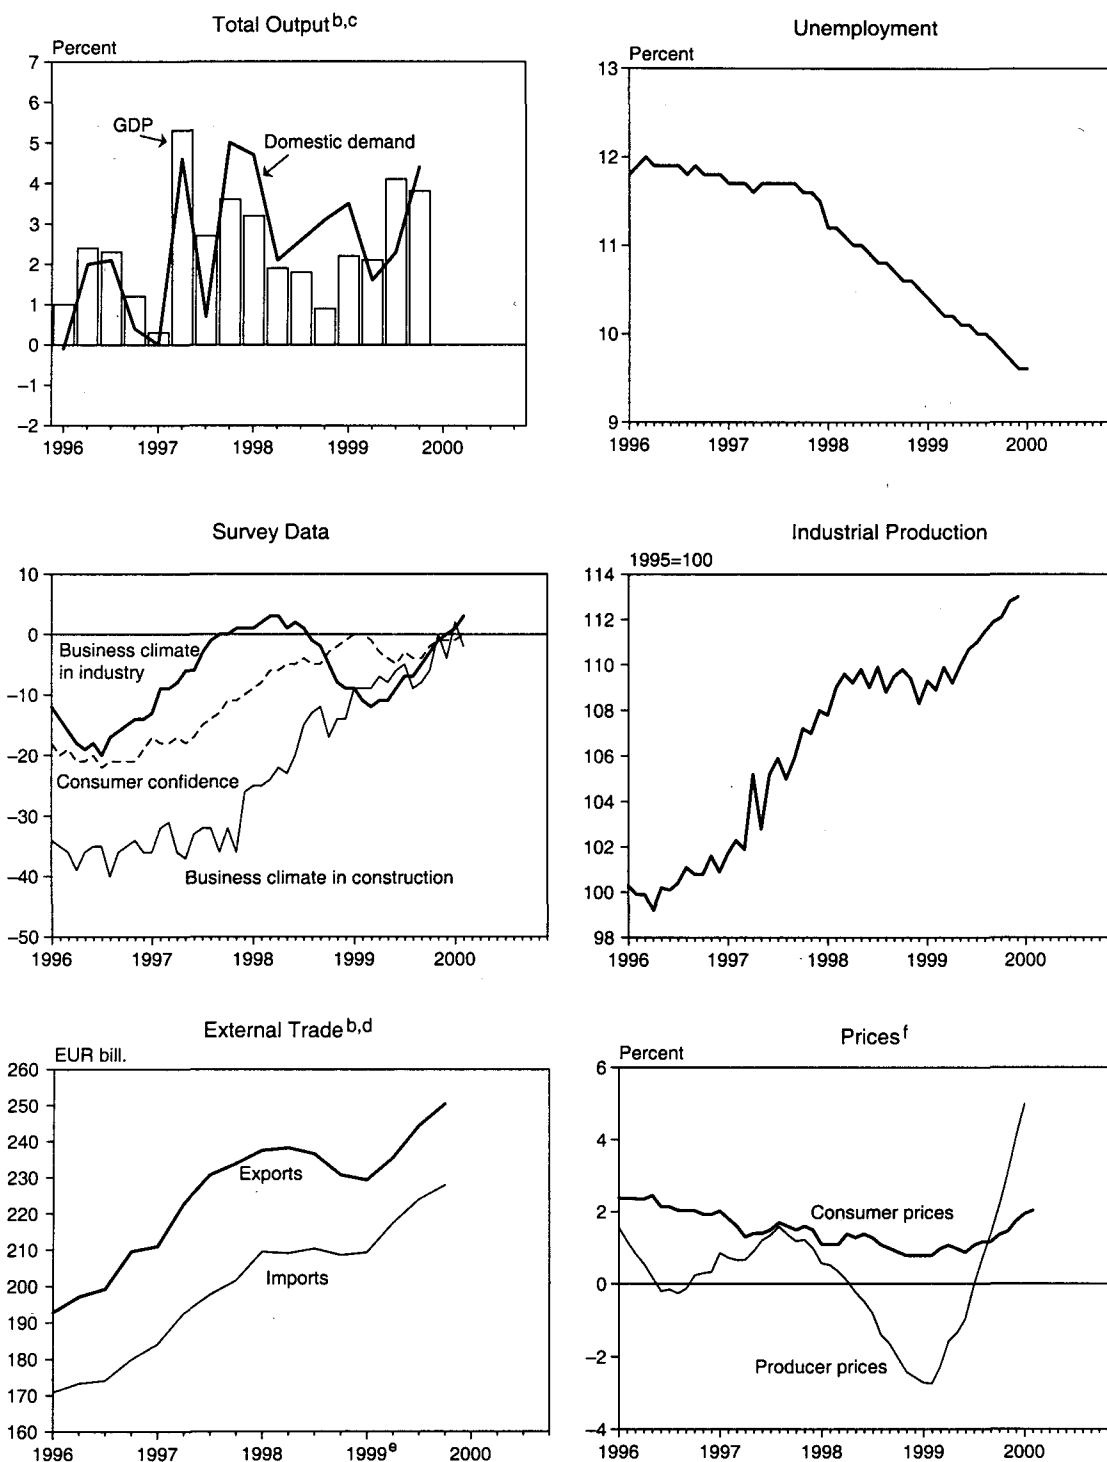 Total Output b,c
Percent
7
6
5
4
3
2
1
0
−1
−2
GDP
Domestic demand
1996 1997 1998 1999 2000
Unemployment
Percent
13
12
11
10
9
1996 1997 1998 1999 2000
Survey Data
10
0
−10
−20
−30
−40
−50
Business climate
in industry
Consumer confidence
Business climate in construction
1996 1997 1998 1999 2000
Industrial Production
1995=100
114
112
110
108
106
104
102
100
98
1996 1997 1998 1999 2000
External Trade b,d
EUR bill.
260
250
240
230
220
210
200
190
180
170
160
Exports
Imports
1996 1997 1998 1999e 2000
Prices f
Percent
6
4
2
0
−2
−4
Consumer prices
Producer prices
1996 1997 1998 1999 2000